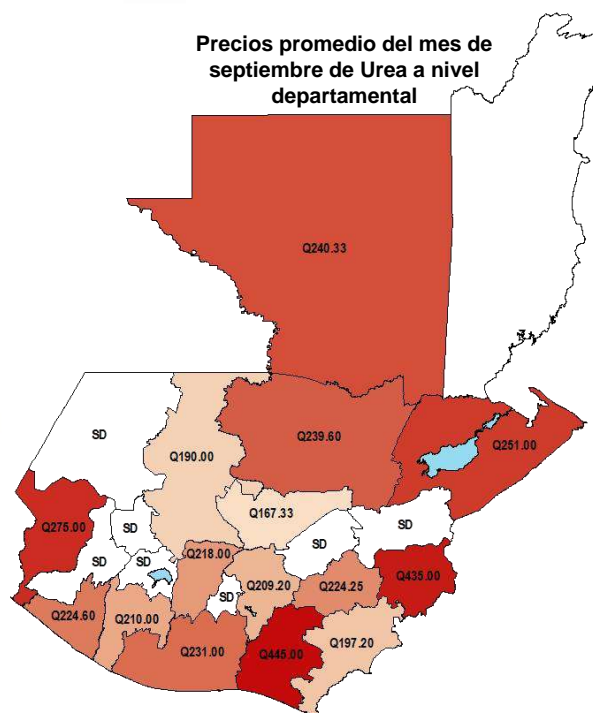 Precios promedio del mes de
septiembre de Urea a nivel
departamental
Q240.33
SD
Q190.00
Q239.60
Q251.00
Q275.00
SD
Q167.33
SD
SD
SD
SD
Q218.00
Q435.00
Q224.60
Q210.00
SD
Q209.20
Q224.25
Q231.00
Q445.00
Q197.20